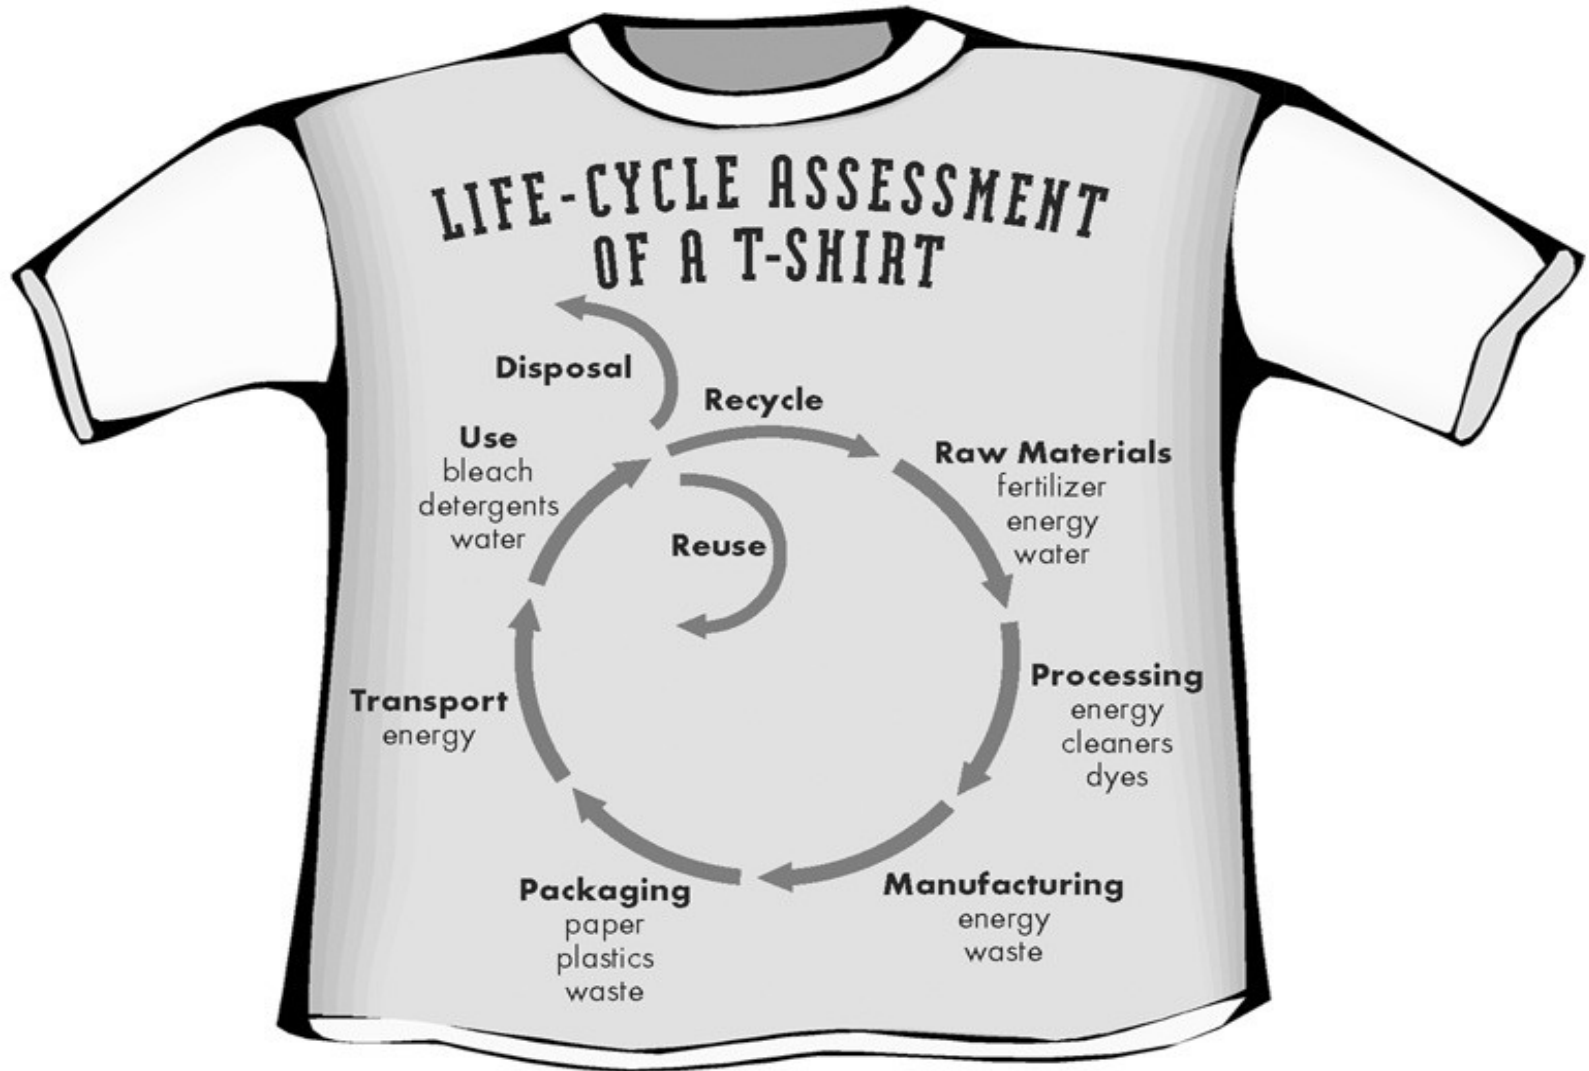 LIFE-CYCLE ASSESSMENT
OF A T-SHIRT
Disposal
Recycle
Use
bleach
detergents
water
Raw Materials
fertilizer
energy
water
Reuse
Processing
energy
cleaners
dyes
Transport
energy
Manufacturing
energy
waste
Packaging
paper
plastics
waste